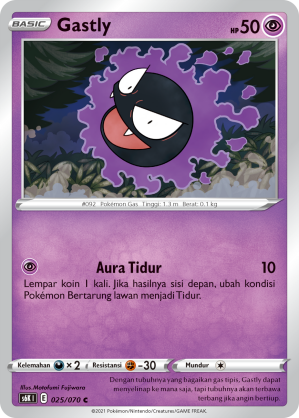 BASIC Gastly HP 50
#092 Pokémon Gas Tinggi: 1.3 m Berat: 0.1 kg
Aura Tidur 10
Lempar koin 1 kali. Jika hasilnya sisi depan, ubah kondisi
Pokémon Bertarung lawan menjadi Tidur.
Kelemahan ×2 Resistansi -30 Mundur
Illus. Motofumi Fujiwara
S6K I E 025/070 C
Dengan tubuhnya yang bagaikan gas tipis, Gastly dapat
menyelinap ke mana saja, tapi tubuhnya akan terbawa
terbang jika angin bertiup.
©2021 Pokémon/Nintendo/Creatures/GAME FREAK.